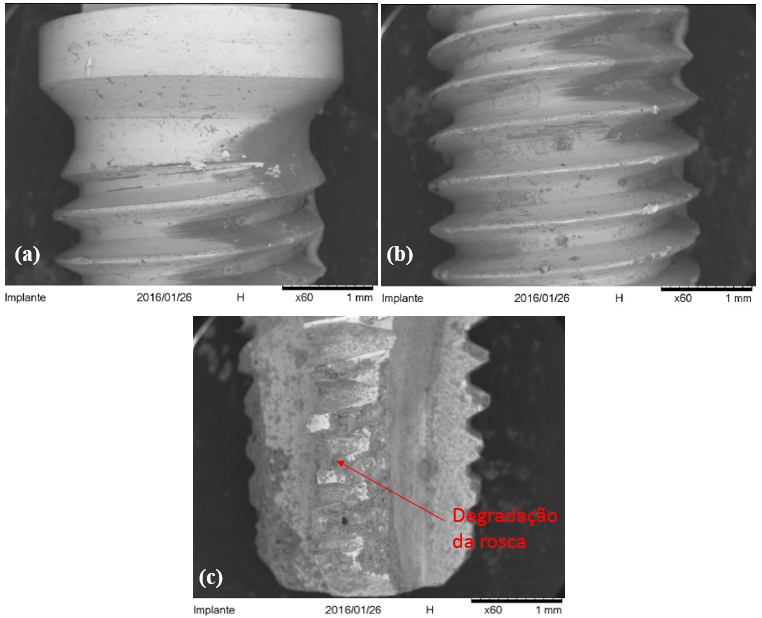 (a)
Implante 2016/01/26 H x60 1 mm
(b)
Implante 2016/01/26 H x60 1 mm
Degradação
da rosca
(c)
Implante 2016/01/26 H x60 1 mm